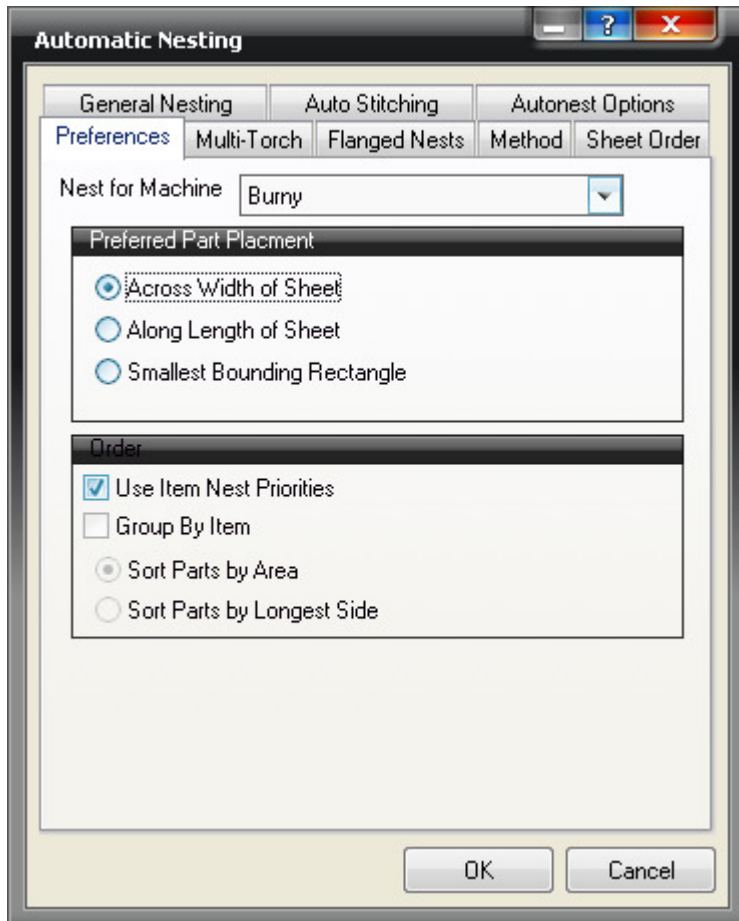 Automatic Nesting
General Nesting Auto Stitching Autonest Options
Preferences Multi-Torch Flanged Nests Method Sheet Order
Nest for Machine Burny
Preferred Part Placment
Across Width of Sheet
Along Length of Sheet
Smallest Bounding Rectangle
Order
Use Item Nest Priorities
Group By Item
Sort Parts by Area
Sort Parts by Longest Side
OK Cancel